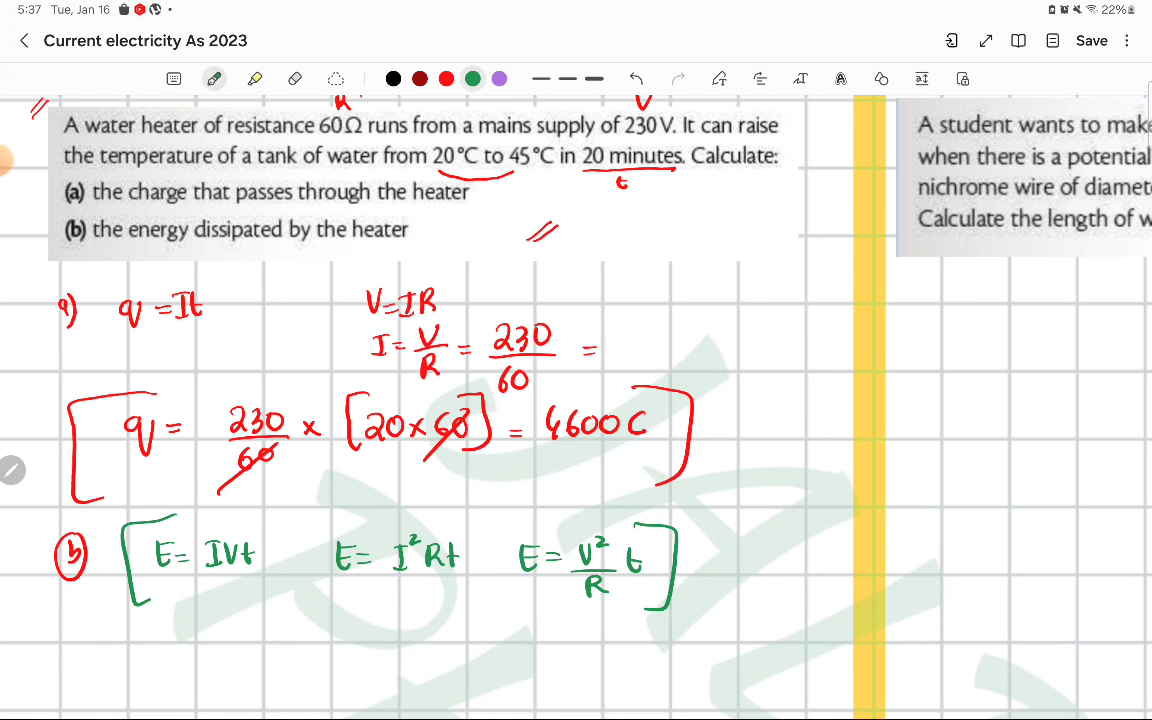 5:37 Tue, Jan 16
22%
Current electricity As 2023
Save
R V
A water heater of resistance 60Ω runs from a mains supply of 230 V. It can raise
the temperature of a tank of water from 20°C to 45°C in 20 minutes. Calculate:
t
(a) the charge that passes through the heater
(b) the energy dissipated by the heater
A student wants to make
when there is a potential
nichrome wire of diamet
Calculate the length of w
a) q = It V=IR
I = V/R = 230/60 =
q = 230/60 × [20×60] = 4600 C
(b) E = IVt E = I²Rt E = V²/R t